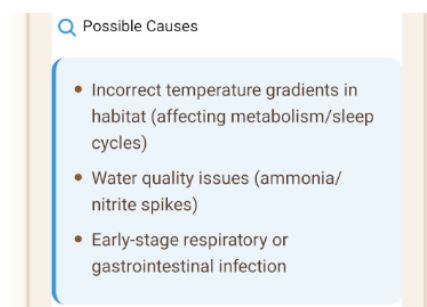 Possible Causes
• Incorrect temperature gradients in
habitat (affecting metabolism/sleep
cycles)
• Water quality issues (ammonia/
nitrite spikes)
• Early-stage respiratory or
gastrointestinal infection